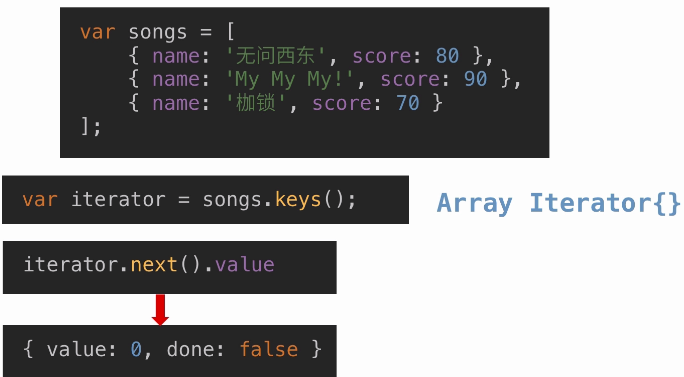 var songs = [
{ name: '无问西东', score: 80 },
{ name: 'My My My!', score: 90 },
{ name: '枷锁', score: 70 }
];
var iterator = songs.keys();
Array Iterator{}
iterator.next().value
{ value: 0, done: false }